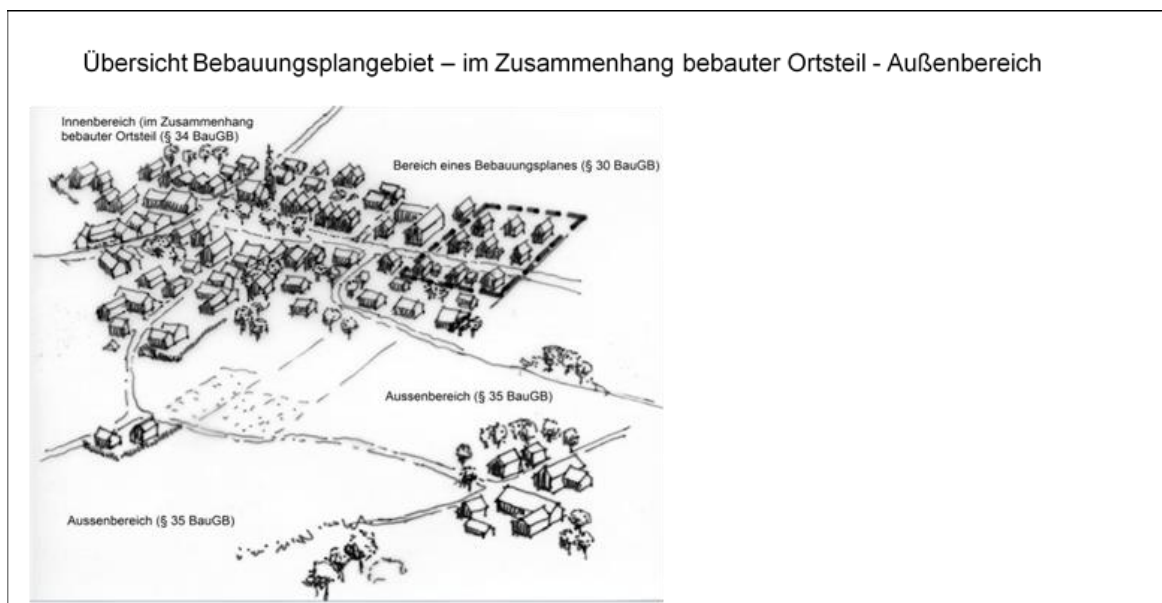 Übersicht Bebauungsplangebiet – im Zusammenhang bebauter Ortsteil - Außenbereich
Innenbereich (im Zusammenhang
bebauter Ortsteil (§ 34 BauGB)
Bereich eines Bebauungsplanes (§ 30 BauGB)
Aussenbereich (§ 35 BauGB)
Aussenbereich (§ 35 BauGB)